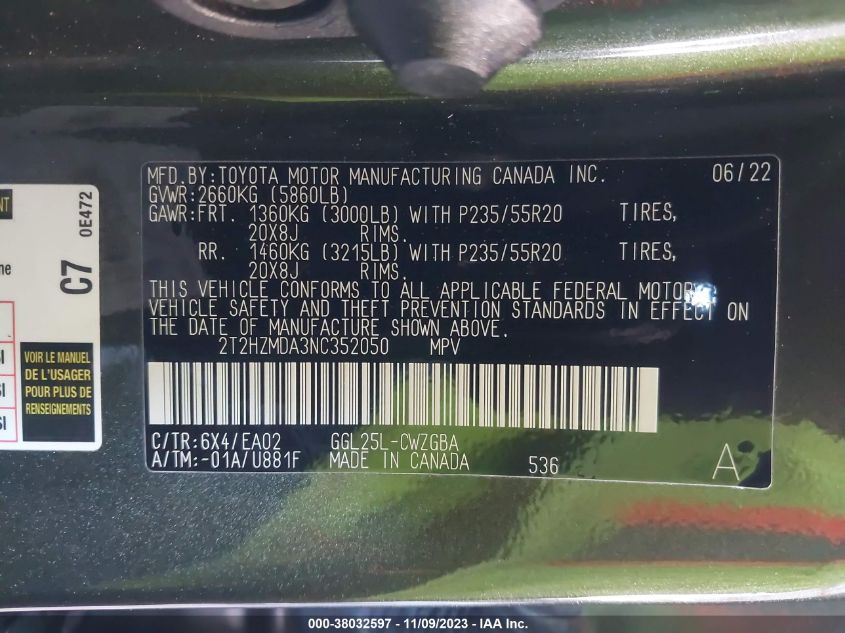 MFD.BY:TOYOTA MOTOR MANUFACTURING CANADA INC. 06/22
GVWR:2660KG (5860LB)
GAWR:FRT. 1360KG (3000LB) WITH P235/55R20 TIRES,
20X8J RIMS.
RR. 1460KG (3215LB) WITH P235/55R20 TIRES,
20X8J RIMS.
THIS VEHICLE CONFORMS TO ALL APPLICABLE FEDERAL MOTOR
VEHICLE SAFETY AND THEFT PREVENTION STANDARDS IN EFFECT ON
THE DATE OF MANUFACTURE SHOWN ABOVE.
2T2HZMDA3NC352050 MPV
C/TR:6X4/EA02 GGL25L-CWZGBA
A/TM:-01A/U881F MADE IN CANADA 536 A
C7 0E472
VOIR LE MANUEL
DE L'USAGER
POUR PLUS DE
RENSEIGNEMENTS
000-38032597 - 11/09/2023 - IAA Inc.